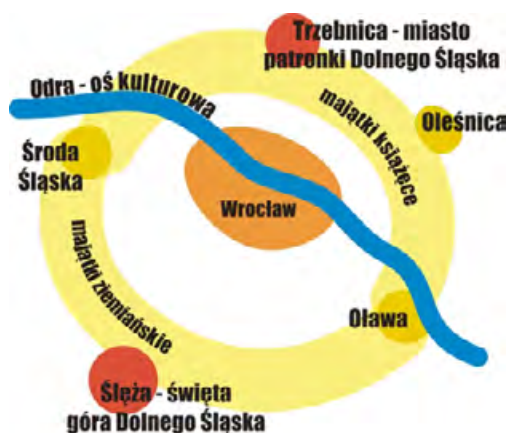 Trzebnica - miasto
patronki Dolnego Śląska
Odra - oś kulturowa
majątki książęce
Oleśnica
Środa
Śląska
Wrocław
majątki ziemiańskie
Oława
Ślęża - święta
góra Dolnego Śląska